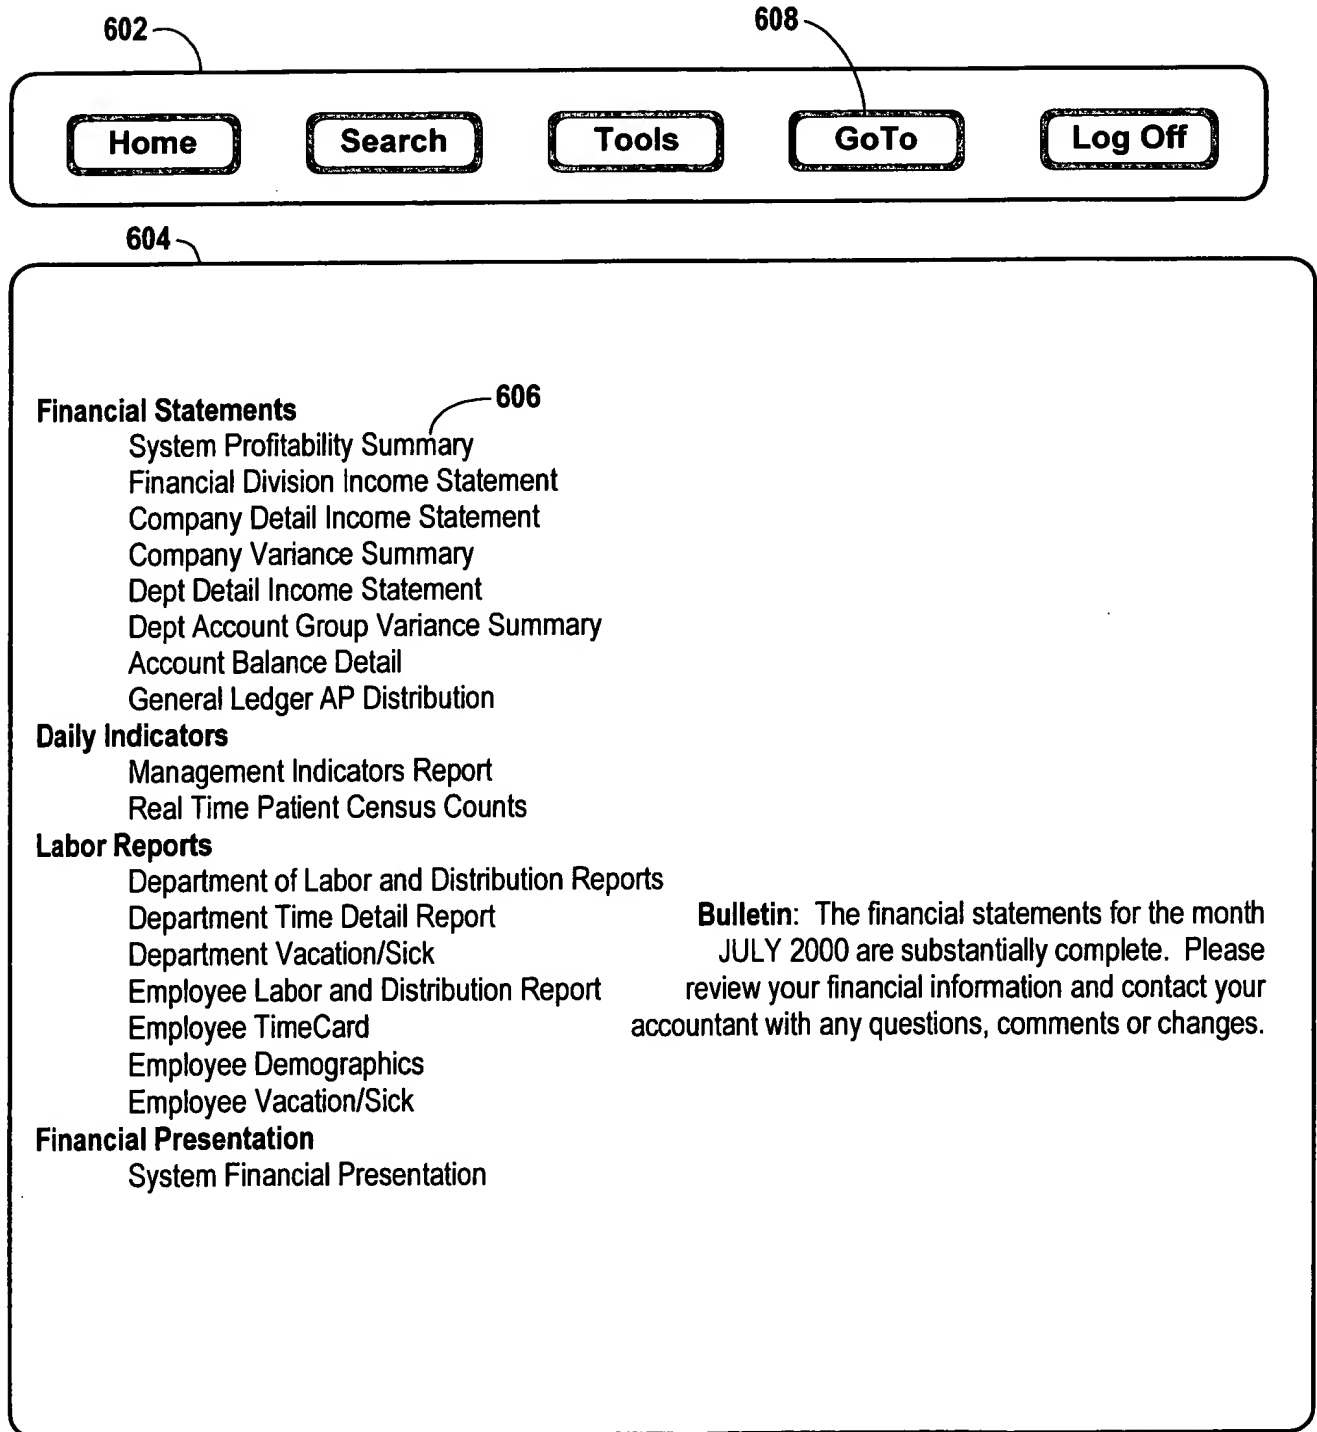 602
608
Home Search Tools GoTo Log Off
604
606
Financial Statements
System Profitability Summary
Financial Division Income Statement
Company Detail Income Statement
Company Variance Summary
Dept Detail Income Statement
Dept Account Group Variance Summary
Account Balance Detail
General Ledger AP Distribution
Daily Indicators
Management Indicators Report
Real Time Patient Census Counts
Labor Reports
Department of Labor and Distribution Reports
Department Time Detail Report
Department Vacation/Sick
Employee Labor and Distribution Report
Employee TimeCard
Employee Demographics
Employee Vacation/Sick
Financial Presentation
System Financial Presentation
Bulletin: The financial statements for the month
JULY 2000 are substantially complete. Please
review your financial information and contact your
accountant with any questions, comments or changes.